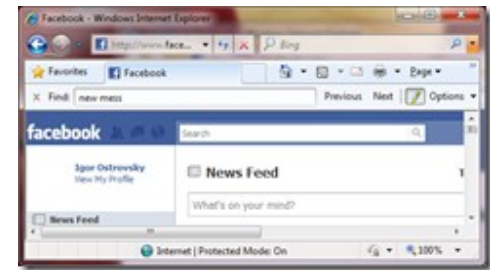 Facebook - Windows Internet Explorer
http://www.face... Bing
Favorites Facebook Page
X Find: new mess Previous Next Options
facebook Search
Igor Ostrovsky
View My Profile
News Feed T
What's on your mind?
News Feed
Internet | Protected Mode: On 100%